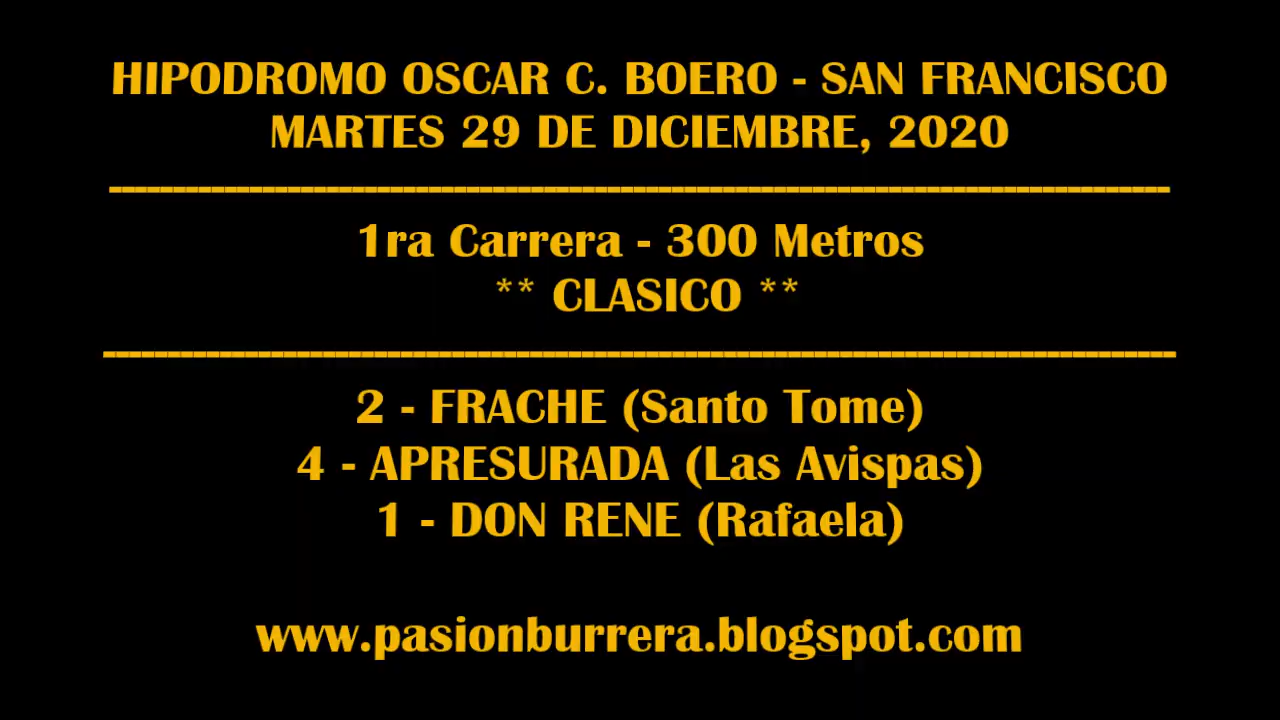 HIPODROMO OSCAR C. BOERO - SAN FRANCISCO
MARTES 29 DE DICIEMBRE, 2020
1ra Carrera - 300 Metros
** CLASICO **
2 - FRACHE (Santo Tome)
4 - APRESURADA (Las Avispas)
1 - DON RENE (Rafaela)
www.pasionburrera.blogspot.com